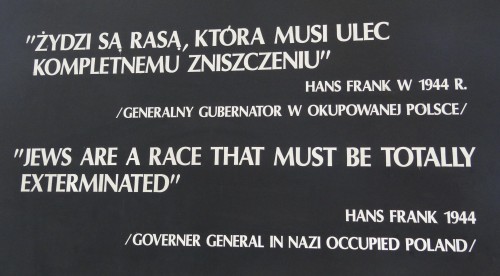 "ŻYDZI SĄ RASĄ, KTÓRA MUSI ULEC
KOMPLETNEMU ZNISZCZENIU"
HANS FRANK W 1944 R.
/GENERALNY GUBERNATOR W OKUPOWANEJ POLSCE/
"JEWS ARE A RACE THAT MUST BE TOTALLY
EXTERMINATED"
HANS FRANK 1944
/GOVERNER GENERAL IN NAZI OCCUPIED POLAND/